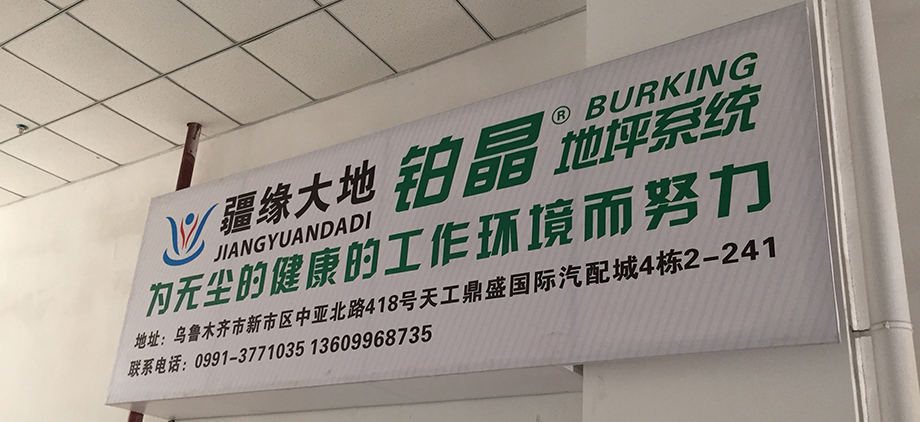 疆缘大地
JIANGYUANDADI
铂晶® BURKING
地坪系统
为无尘的健康的工作环境而努力
地址：乌鲁木齐市新市区中亚北路418号天工鼎盛国际汽配城4栋2-241
联系电话：0991-3771035 13609968735